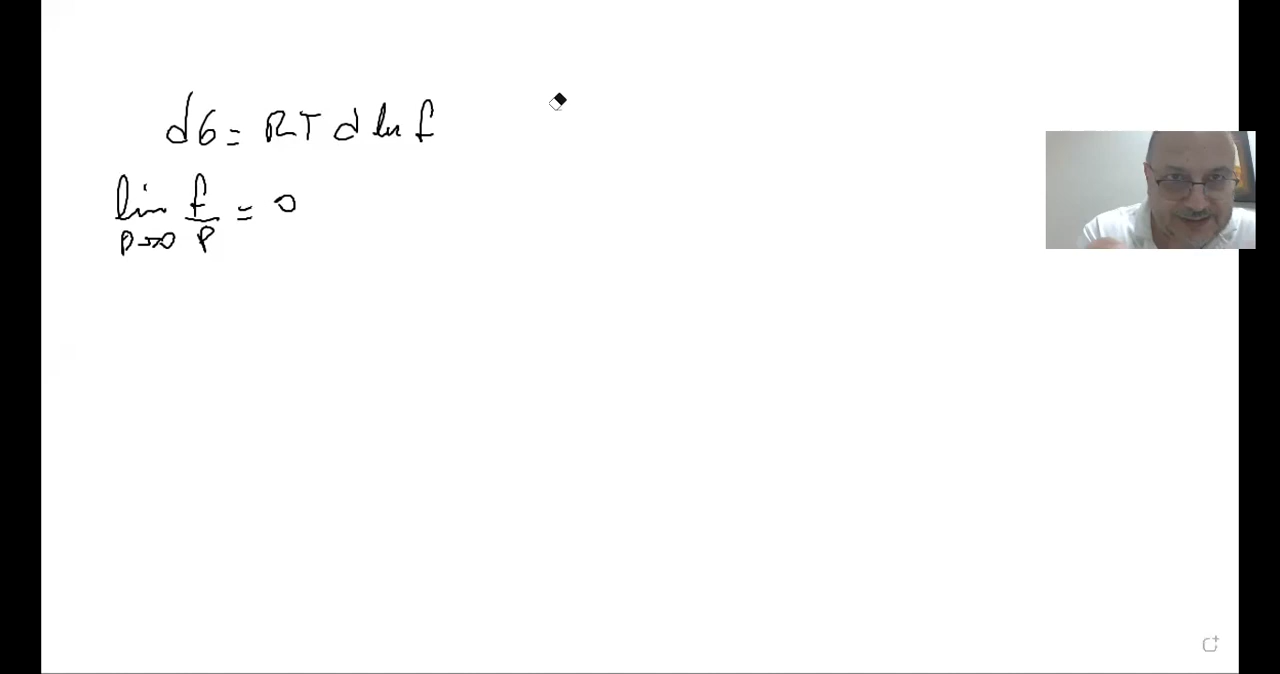 dG = RT d ln f
lim p→0 f/p = 0